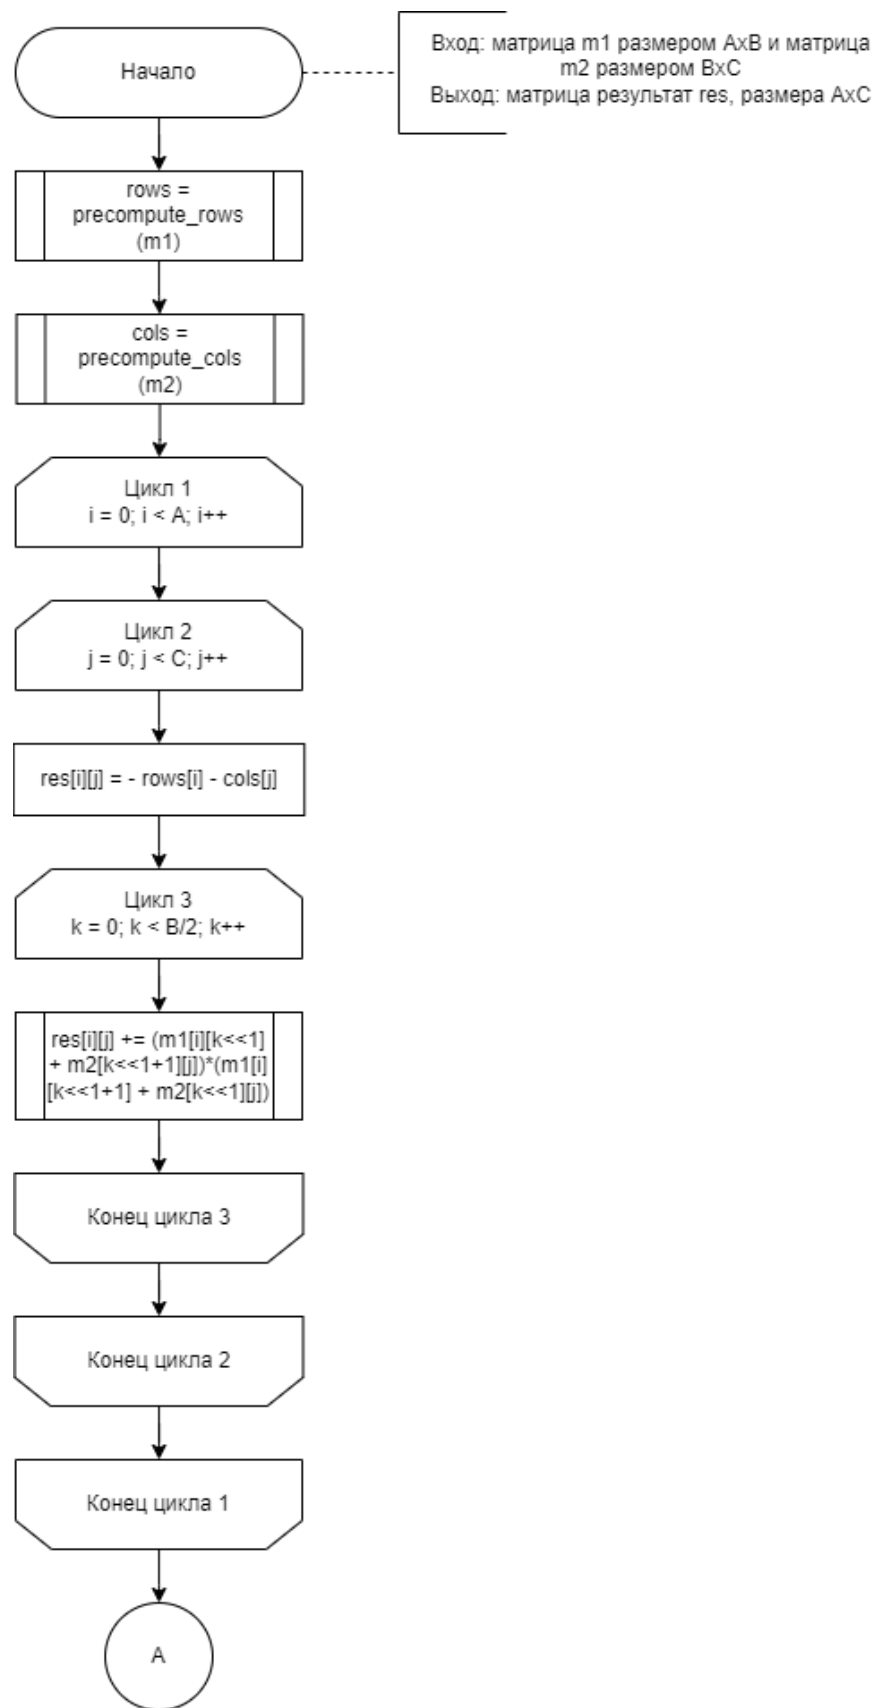 Начало
Вход: матрица m1 размером AxB и матрица
m2 размером BxC
Выход: матрица результат res, размера AxC
rows =
precompute_rows
(m1)
cols =
precompute_cols
(m2)
Цикл 1
i = 0; i < A; i++
Цикл 2
j = 0; j < C; j++
res[i][j] = - rows[i] - cols[j]
Цикл 3
k = 0; k < B/2; k++
res[i][j] += (m1[i][k<<1]
+ m2[k<<1+1][j])*(m1[i]
[k<<1+1] + m2[k<<1][j])
Конец цикла 3
Конец цикла 2
Конец цикла 1
A